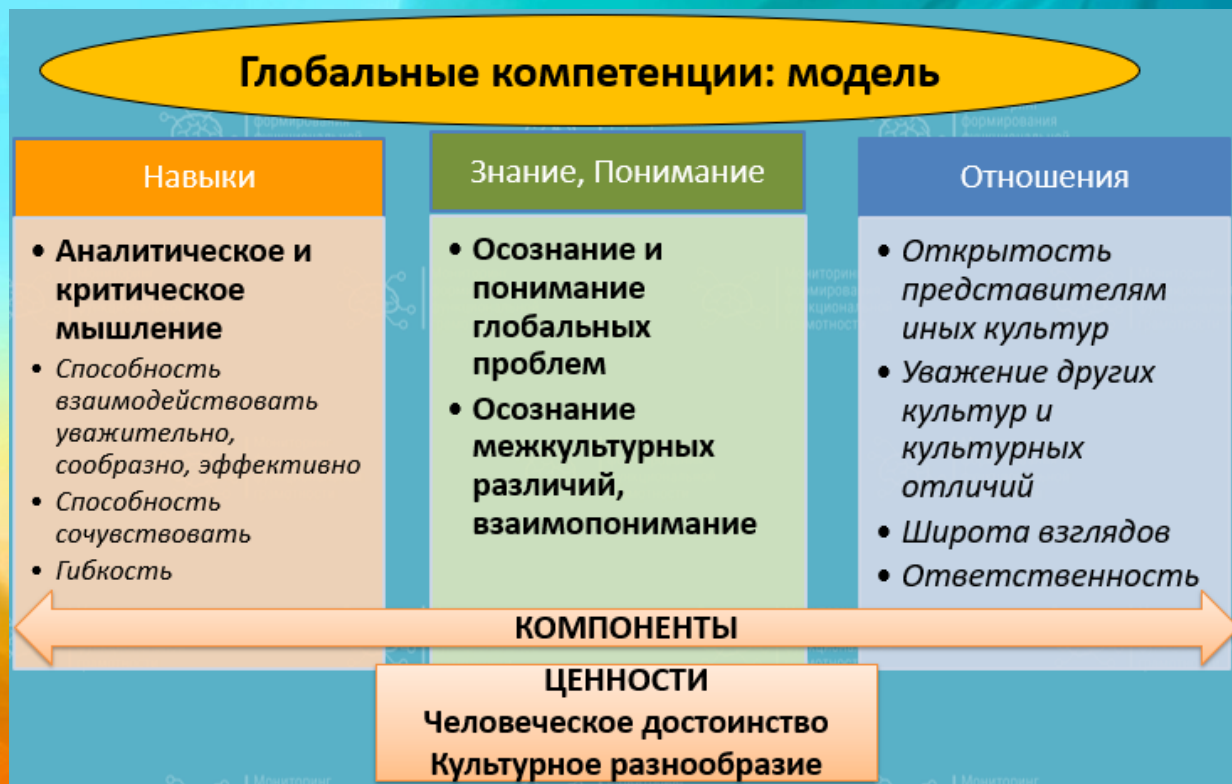 Глобальные компетенции: модель
Навыки
• Аналитическое и
критическое
мышление
• Способность
взаимодействовать
уважительно,
сообразно, эффективно
• Способность
сочувствовать
• Гибкость
Знание, Понимание
• Осознание и
понимание
глобальных
проблем
• Осознание
межкультурных
различий,
взаимопонимание
Отношения
• Открытость
представителям
иных культур
• Уважение других
культур и
культурных
отличий
• Широта взглядов
• Ответственность
КОМПОНЕНТЫ
ЦЕННОСТИ
Человеческое достоинство
Культурное разнообразие